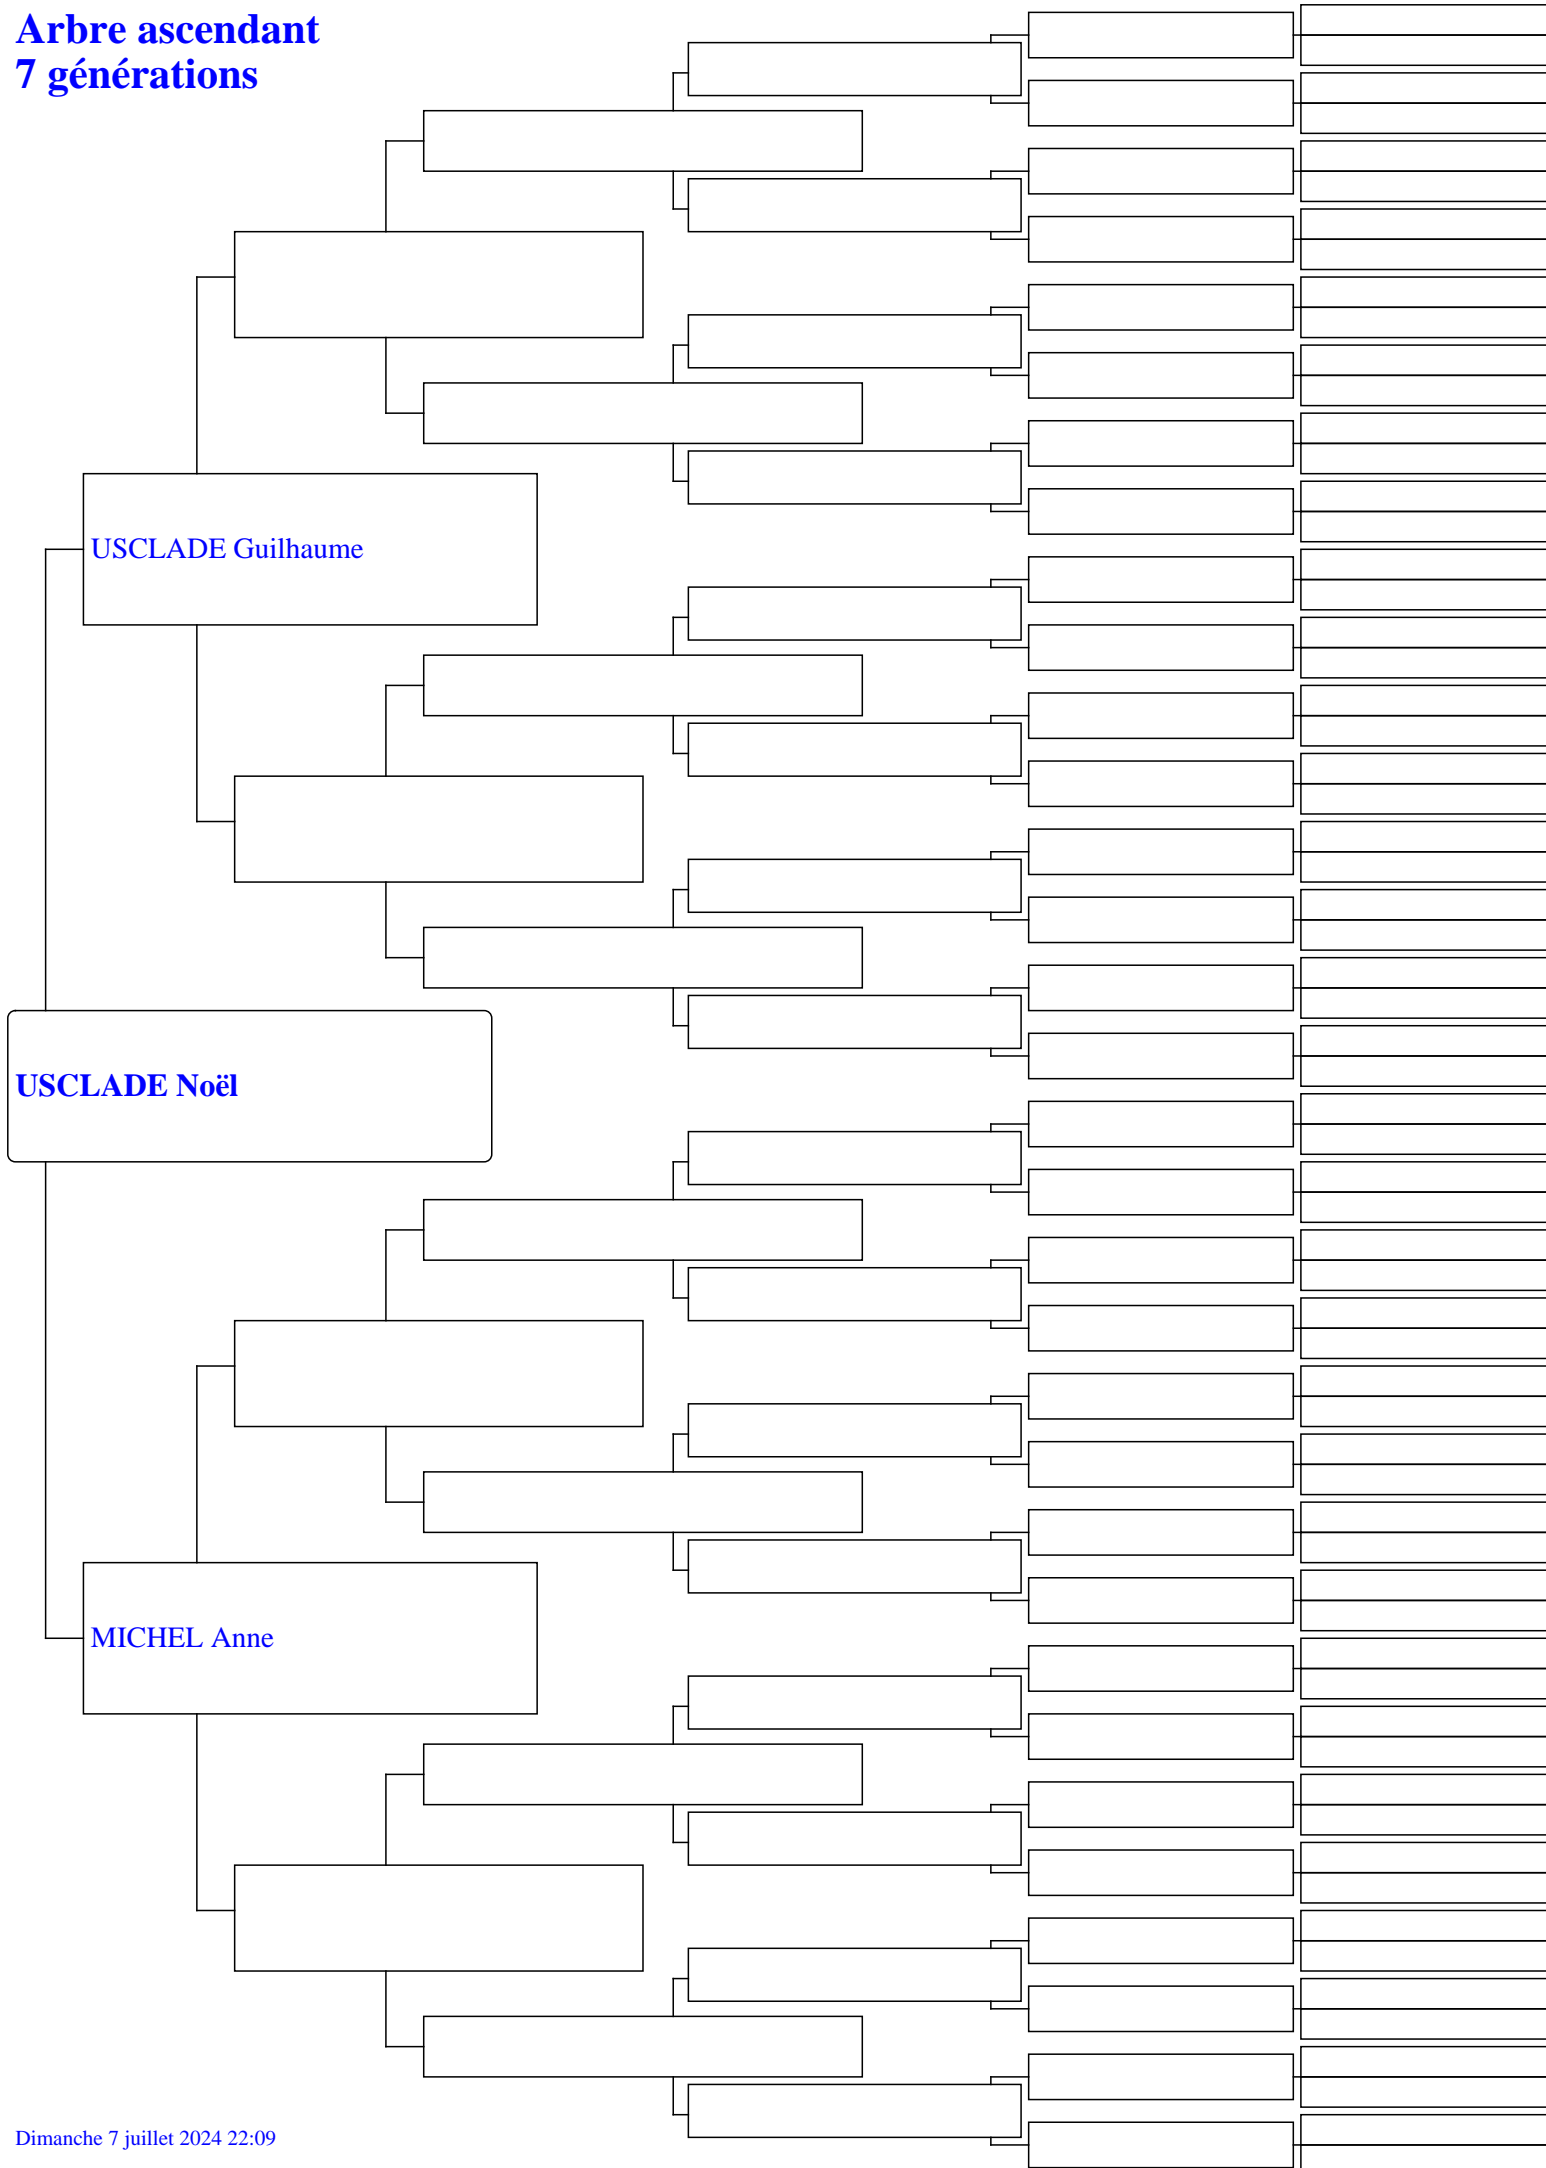 Arbre ascendant
7 générations
USCLADE Guilhaume
USCLADE Noël
MICHEL Anne
Dimanche 7 juillet 2024 22:09